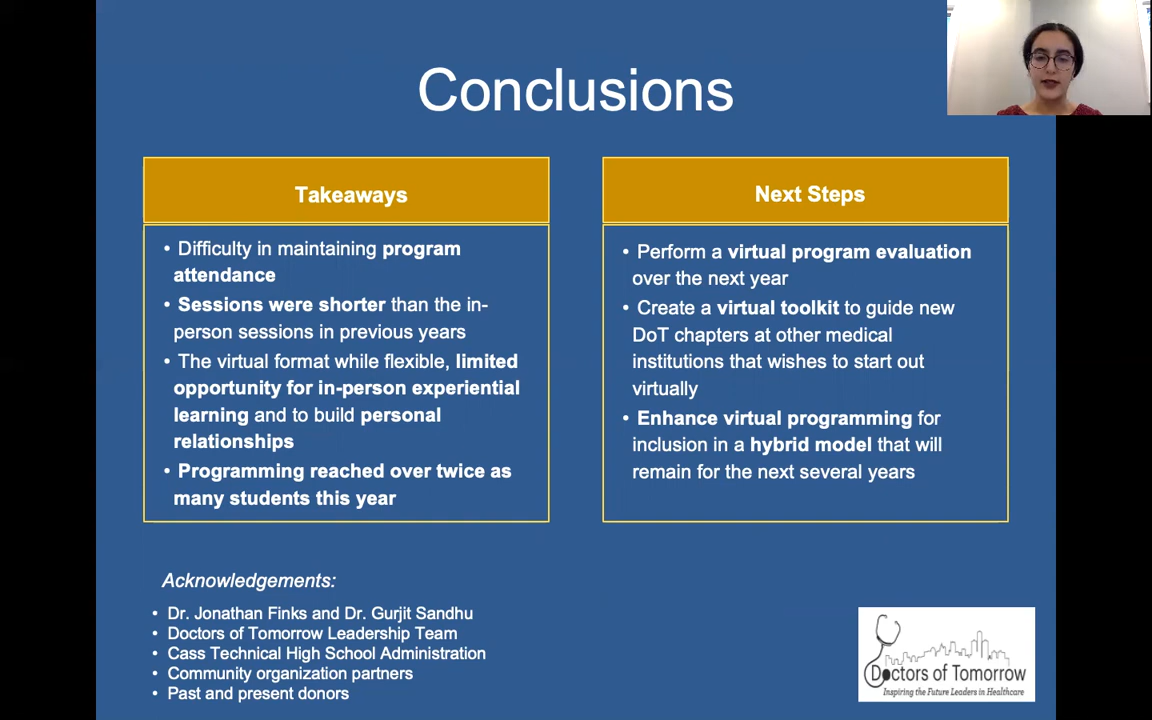 Conclusions
Takeaways
• Difficulty in maintaining program
attendance
• Sessions were shorter than the in-
person sessions in previous years
• The virtual format while flexible, limited
opportunity for in-person experiential
learning and to build personal
relationships
• Programming reached over twice as
many students this year
Next Steps
• Perform a virtual program evaluation
over the next year
• Create a virtual toolkit to guide new
DoT chapters at other medical
institutions that wishes to start out
virtually
• Enhance virtual programming for
inclusion in a hybrid model that will
remain for the next several years
Acknowledgements:
• Dr. Jonathan Finks and Dr. Gurjit Sandhu
• Doctors of Tomorrow Leadership Team
• Cass Technical High School Administration
• Community organization partners
• Past and present donors
Doctors of Tomorrow
Inspiring the Future Leaders in Healthcare